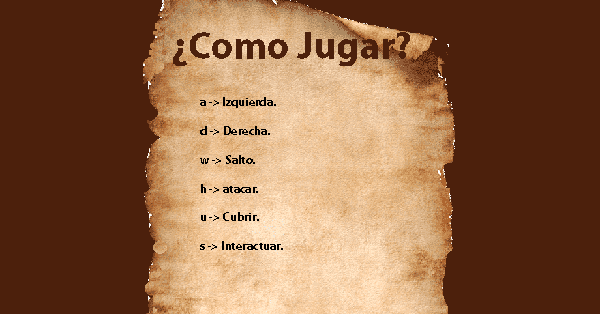 ¿Como Jugar?
a -> Izquierda.
d -> Derecha.
w -> Salto.
h -> atacar.
u -> Cubrir.
s -> Interactuar.